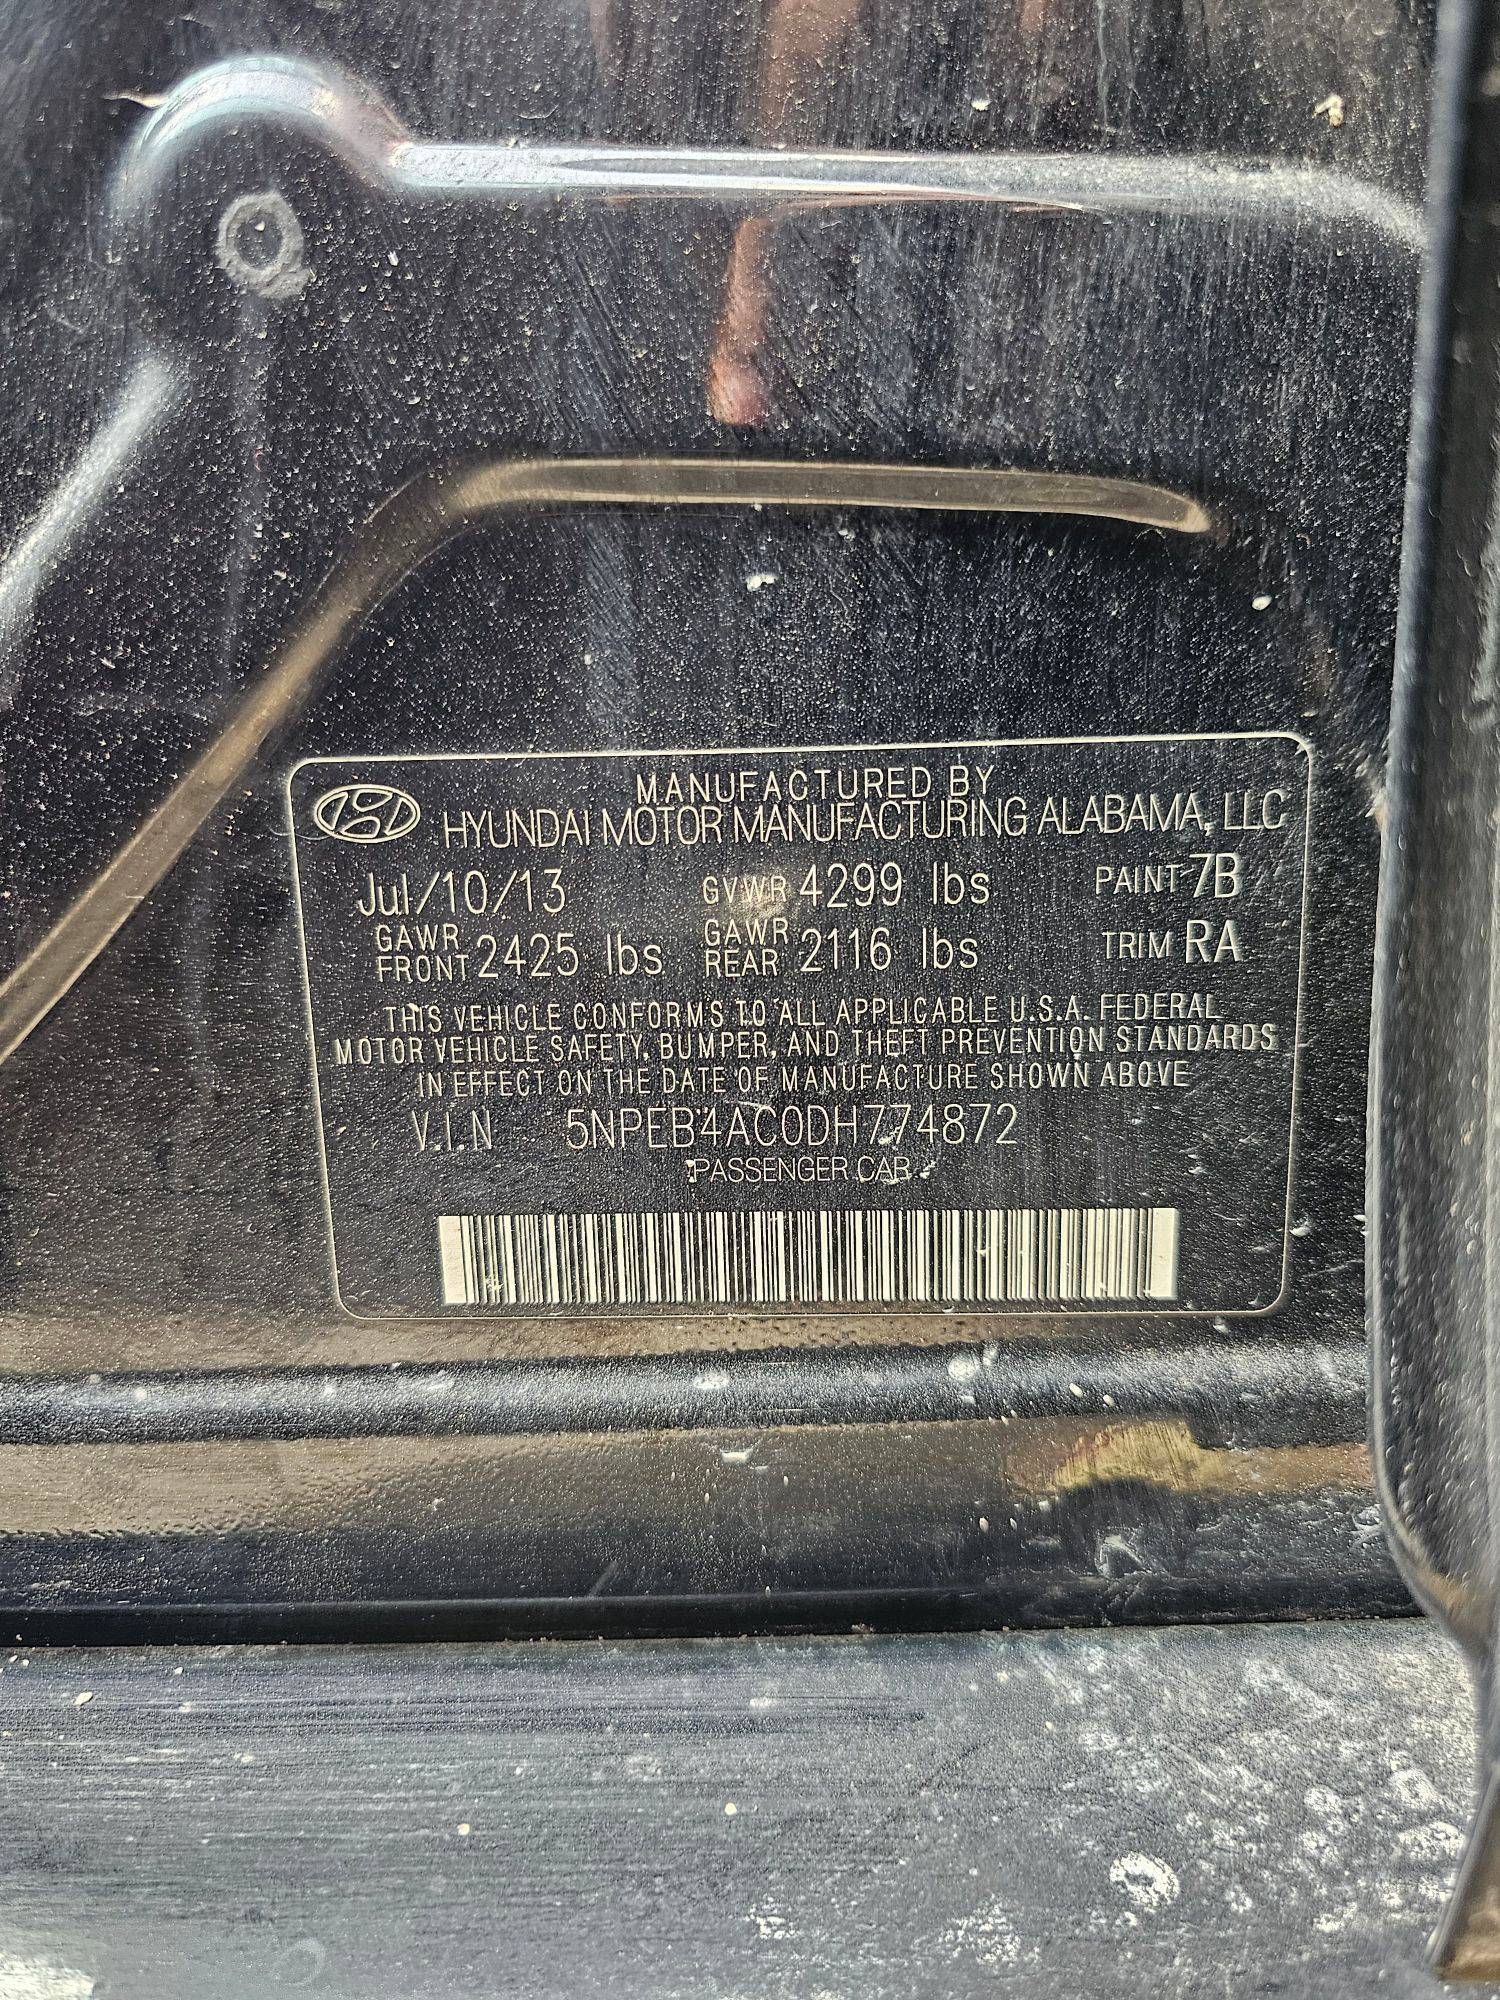 MANUFACTURED BY
HYUNDAI MOTOR MANUFACTURING ALABAMA, LLC
Jul/10/13 GVWR 4299 lbs PAINT 7B
GAWR FRONT 2425 lbs GAWR REAR 2116 lbs TRIM RA
THIS VEHICLE CONFORMS TO ALL APPLICABLE U.S.A. FEDERAL
MOTOR VEHICLE SAFETY, BUMPER, AND THEFT PREVENTION STANDARDS
IN EFFECT ON THE DATE OF MANUFACTURE SHOWN ABOVE
V.I.N 5NPEB4AC0DH774872
PASSENGER CAR